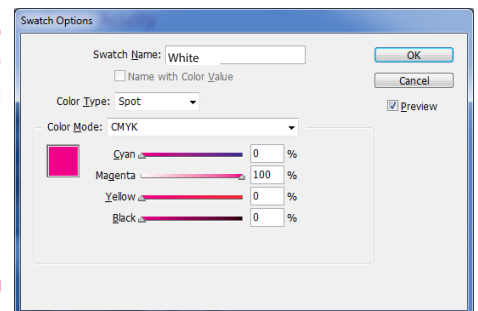 Swatch Options
Swatch Name: White
OK
Name with Color Value
Cancel
Color Type: Spot
Preview
Color Mode: CMYK
Cyan 0 %
Magenta 100 %
Yellow 0 %
Black 0 %